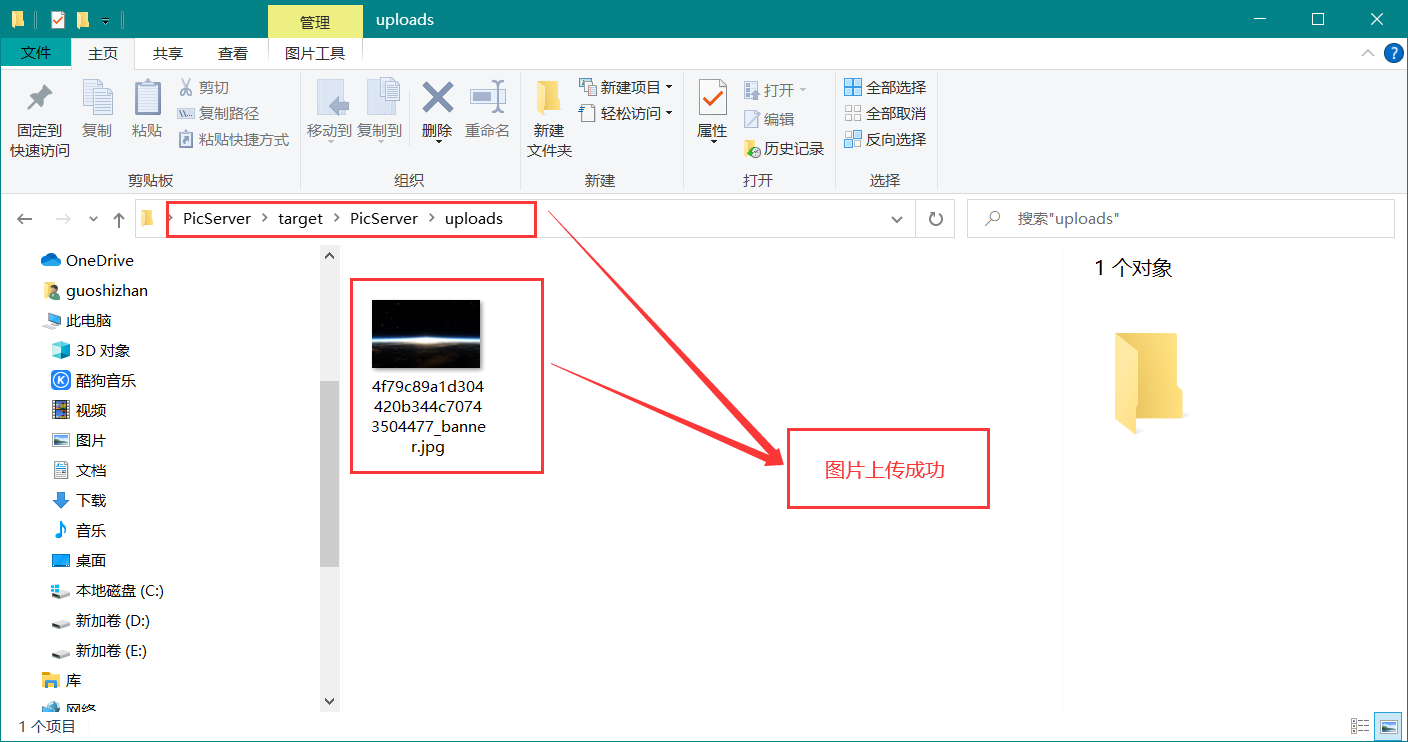 管理
uploads
文件
主页
共享
查看
图片工具
固定到
快速访问
复制
粘贴
剪切
复制路径
粘贴快捷方式
剪贴板
移动到
复制到
删除
重命名
组织
新建
文件夹
新建项目
轻松访问
新建
属性
打开
编辑
历史记录
打开
全部选择
全部取消
反向选择
选择
PicServer
target
PicServer
uploads
搜索"uploads"
OneDrive
guoshizhan
此电脑
3D 对象
酷狗音乐
视频
图片
文档
下载
音乐
桌面
本地磁盘 (C:)
新加卷 (D:)
新加卷 (E:)
库
网络
4f79c89a1d304
420b344c7074
3504477_banne
r.jpg
图片上传成功
1 个对象
1 个项目